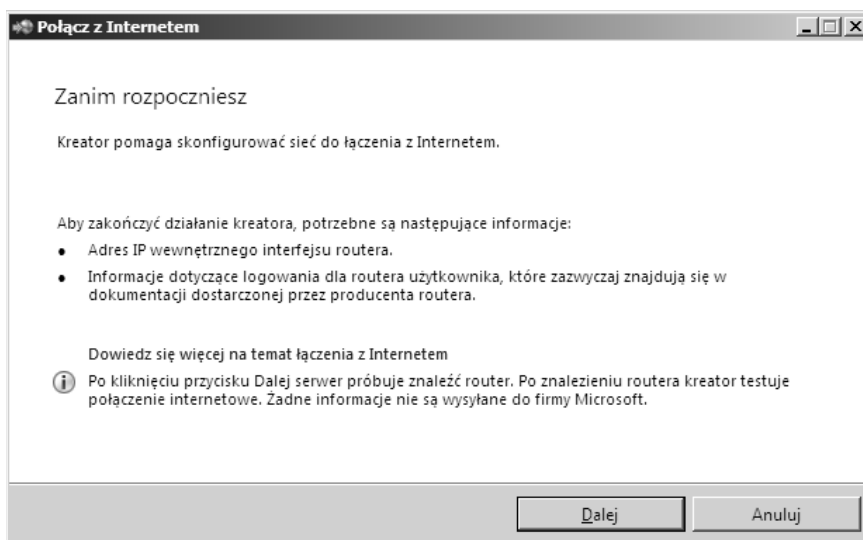 Połącz z Internetem
Zanim rozpoczniesz
Kreator pomaga skonfigurować sieć do łączenia z Internetem.
Aby zakończyć działanie kreatora, potrzebne są następujące informacje:
• Adres IP wewnętrznego interfejsu routera.
• Informacje dotyczące logowania dla routera użytkownika, które zazwyczaj znajdują się w
dokumentacji dostarczonej przez producenta routera.
Dowiedz się więcej na temat łączenia z Internetem
Po kliknięciu przycisku Dalej serwer próbuje znaleźć router. Po znalezieniu routera kreator testuje
połączenie internetowe. Żadne informacje nie są wysyłane do firmy Microsoft.
Dalej Anuluj